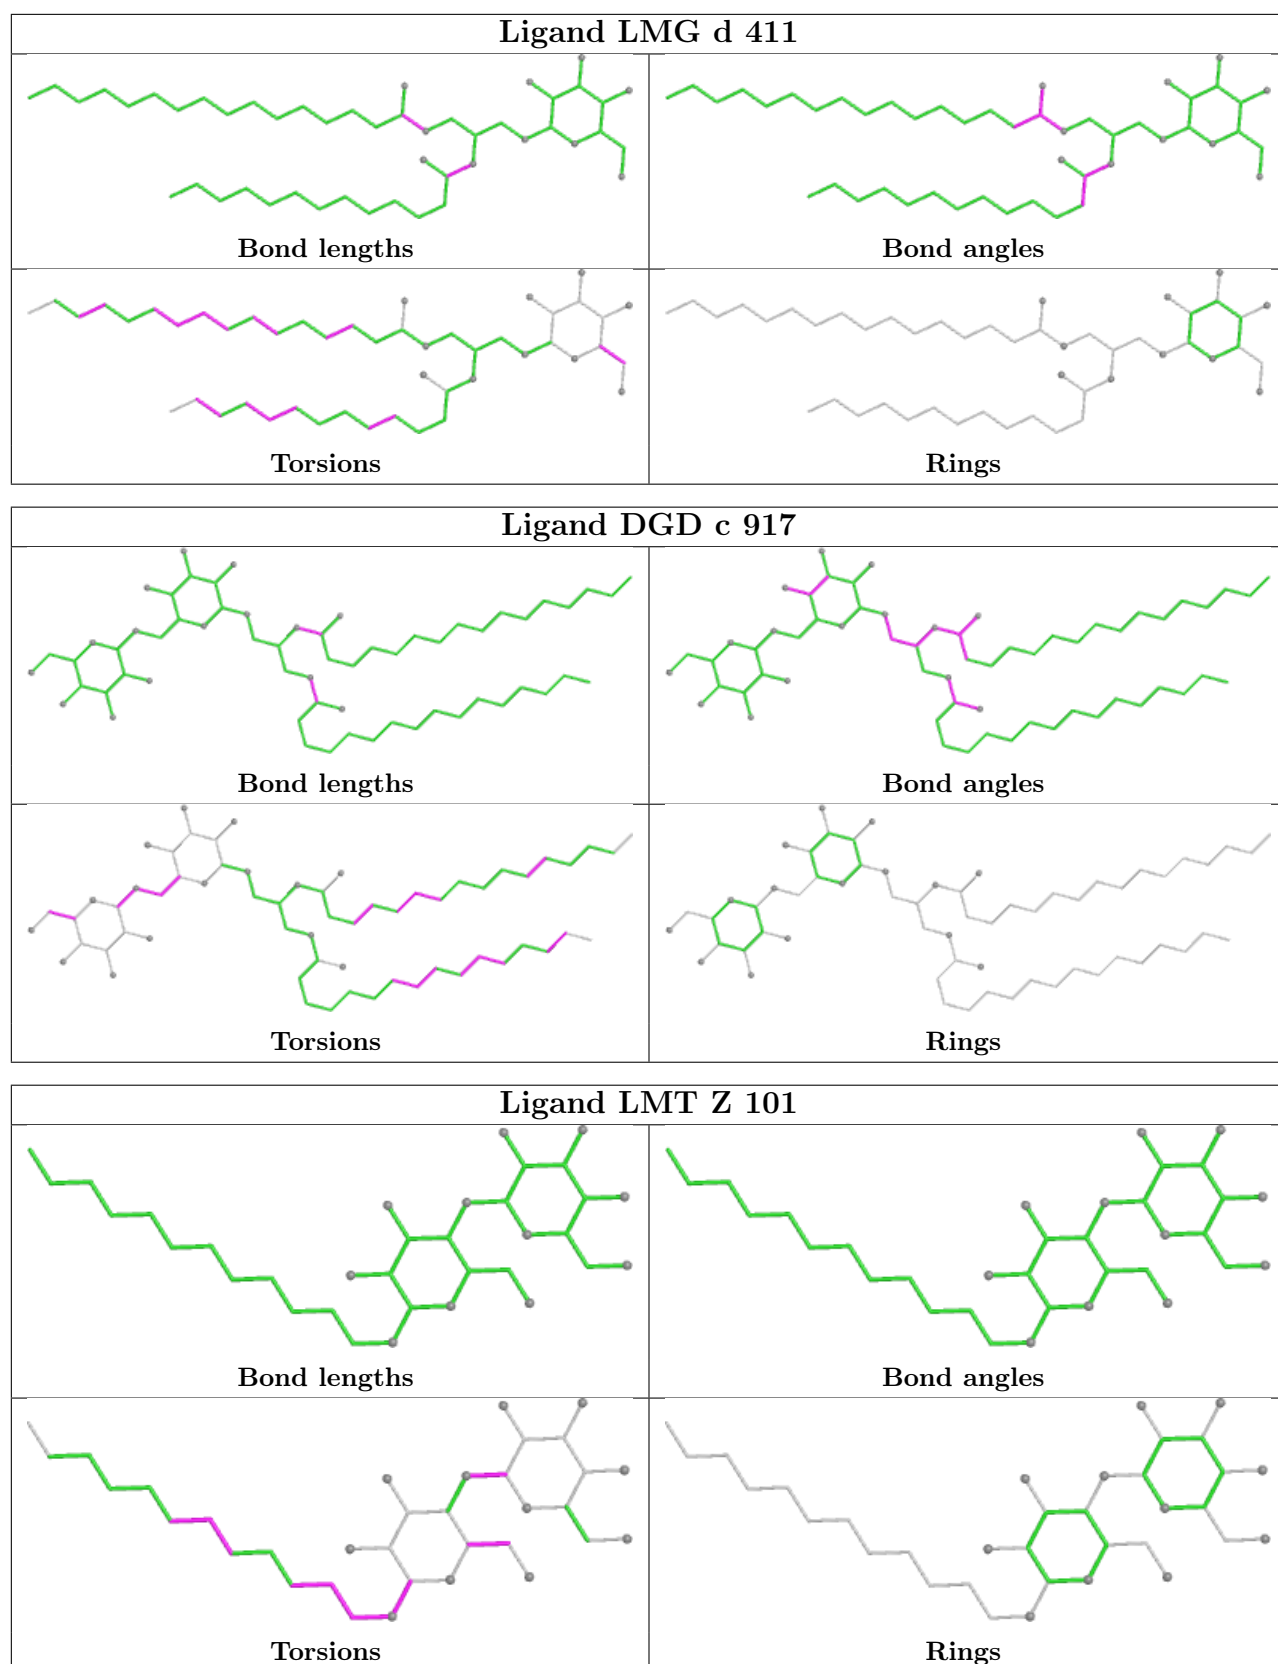 Ligand LMG d 411
Bond lengths
Bond angles
Torsions
Rings
Ligand DGD c 917
Bond lengths
Bond angles
Torsions
Rings
Ligand LMT Z 101
Bond lengths
Bond angles
Torsions
Rings